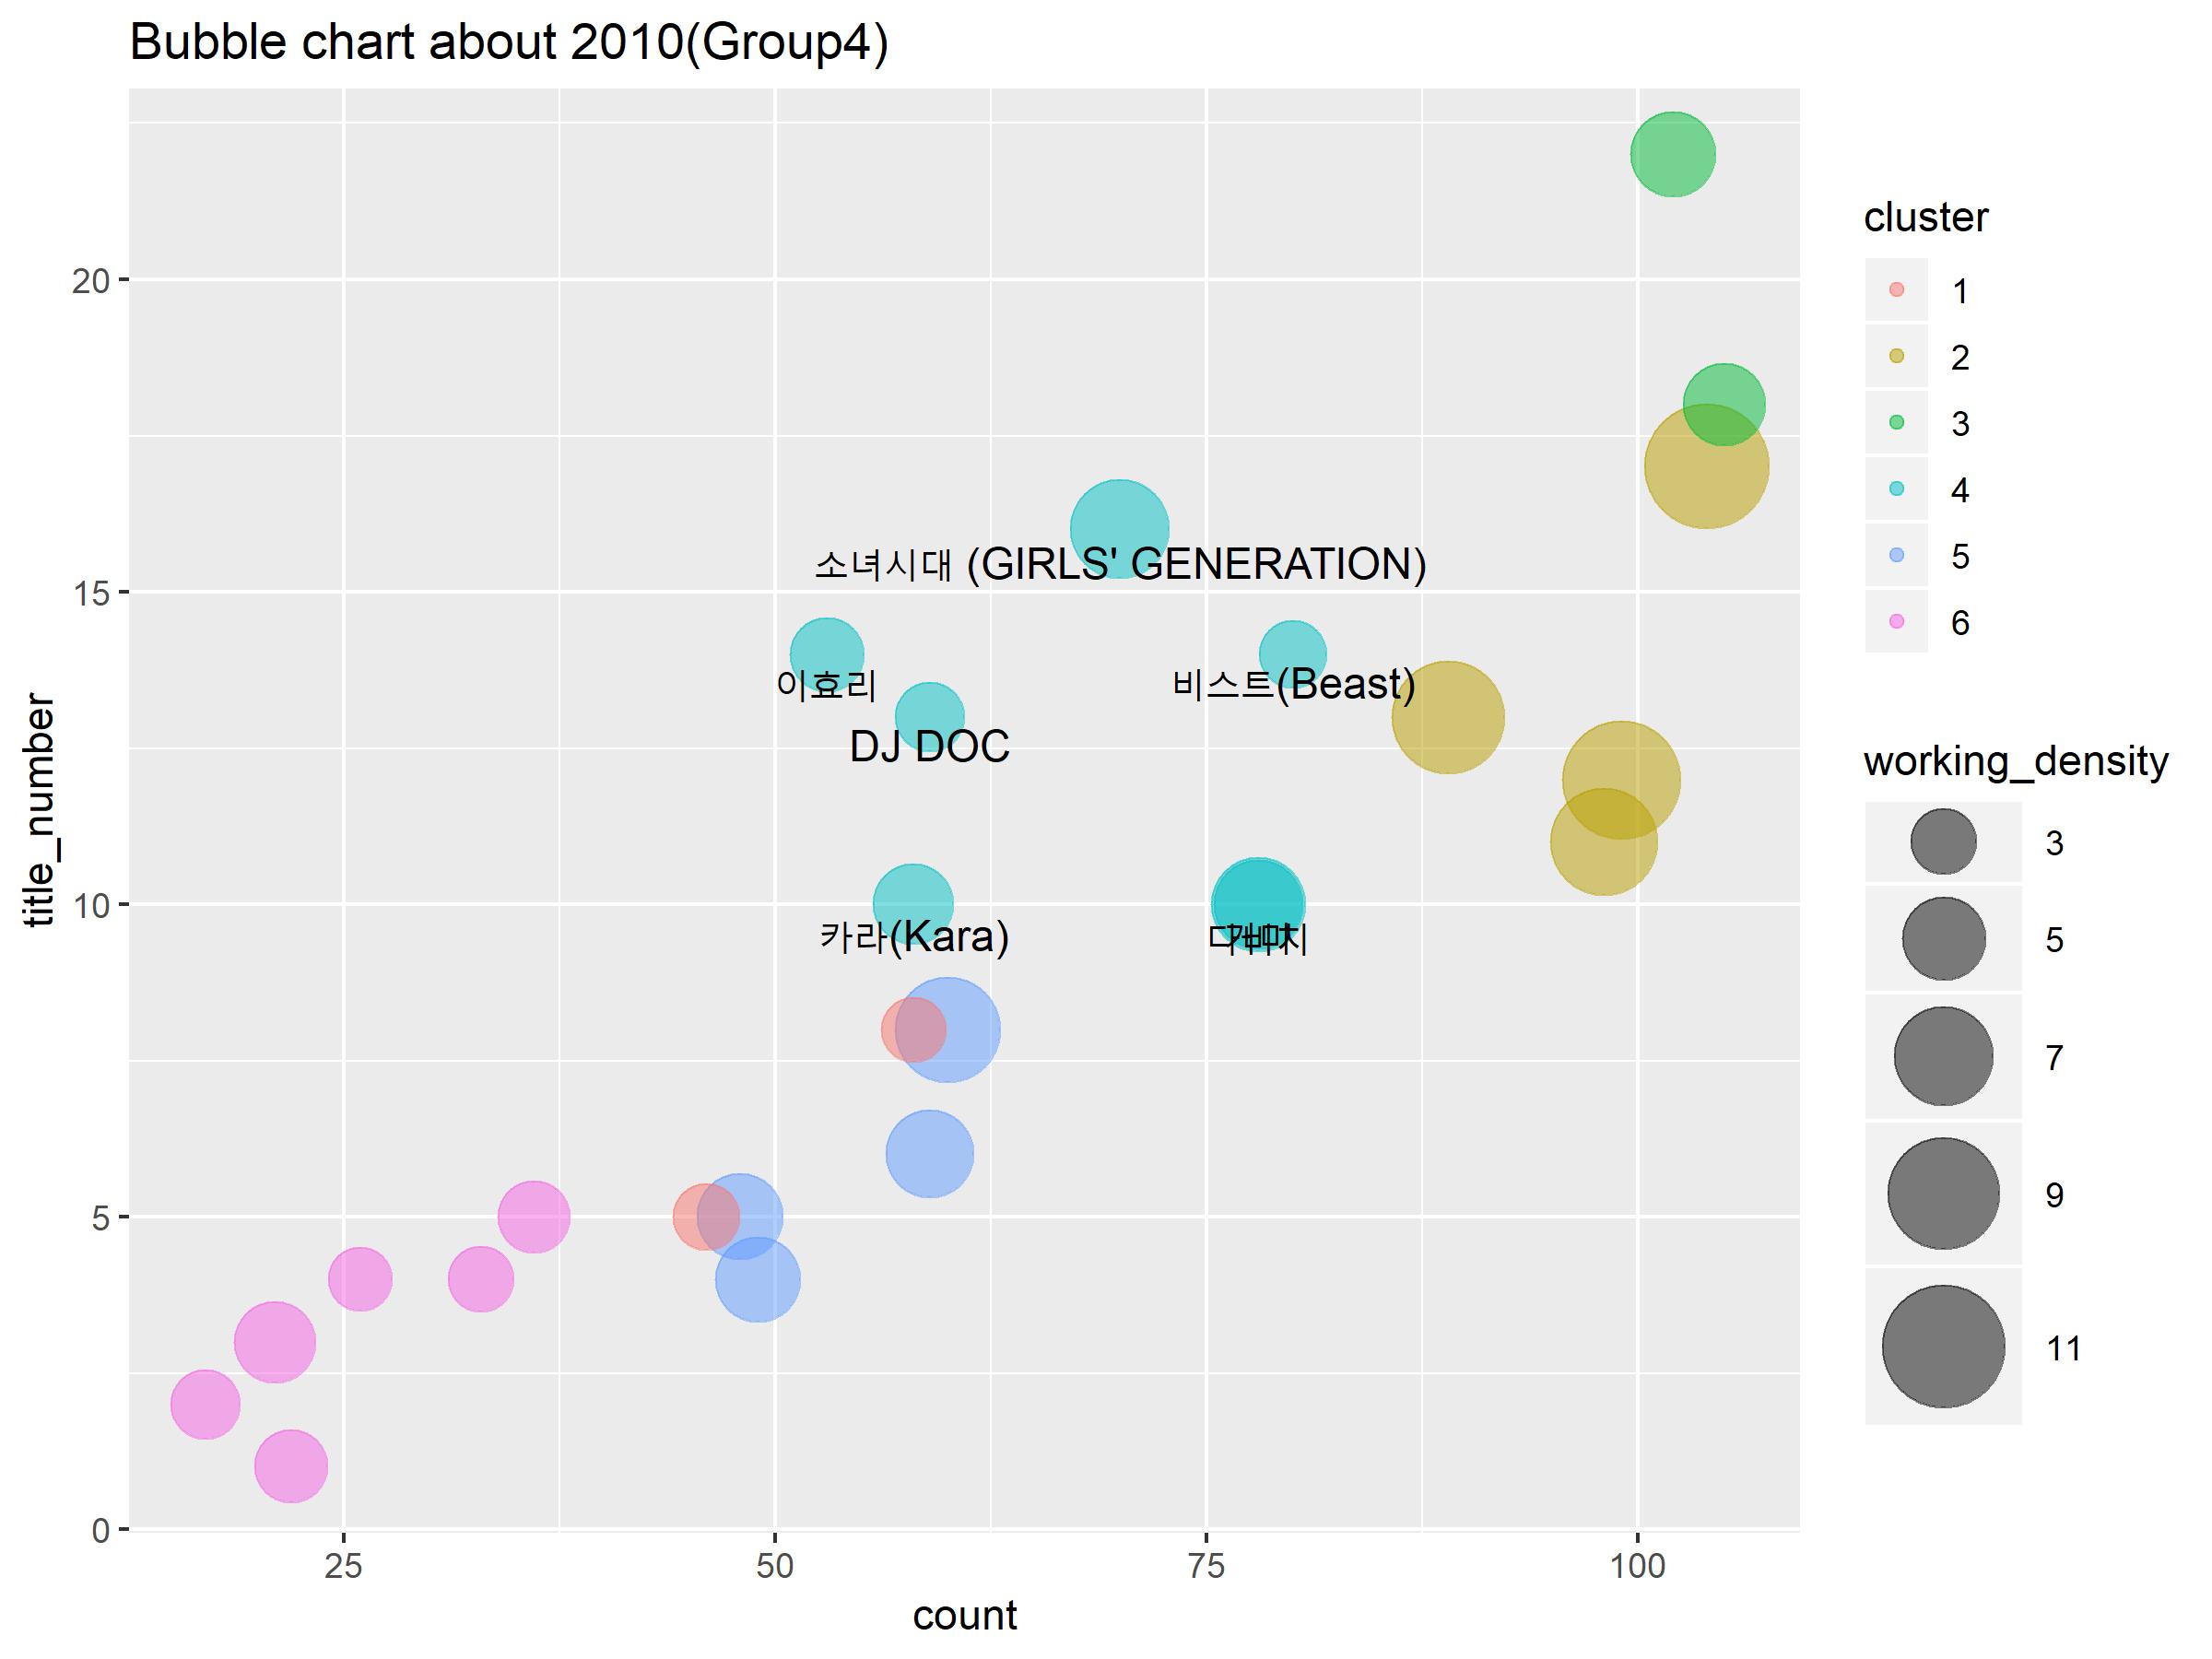 Bubble chart about 2010(Group4)
title_number
20
15
10
5
0
소녀시대 (GIRLS' GENERATION)
이효리
비스트(Beast)
DJ DOC
카라(Kara)
25
50
75
100
count
cluster
1
2
3
4
5
6
working_density
3
5
7
9
11